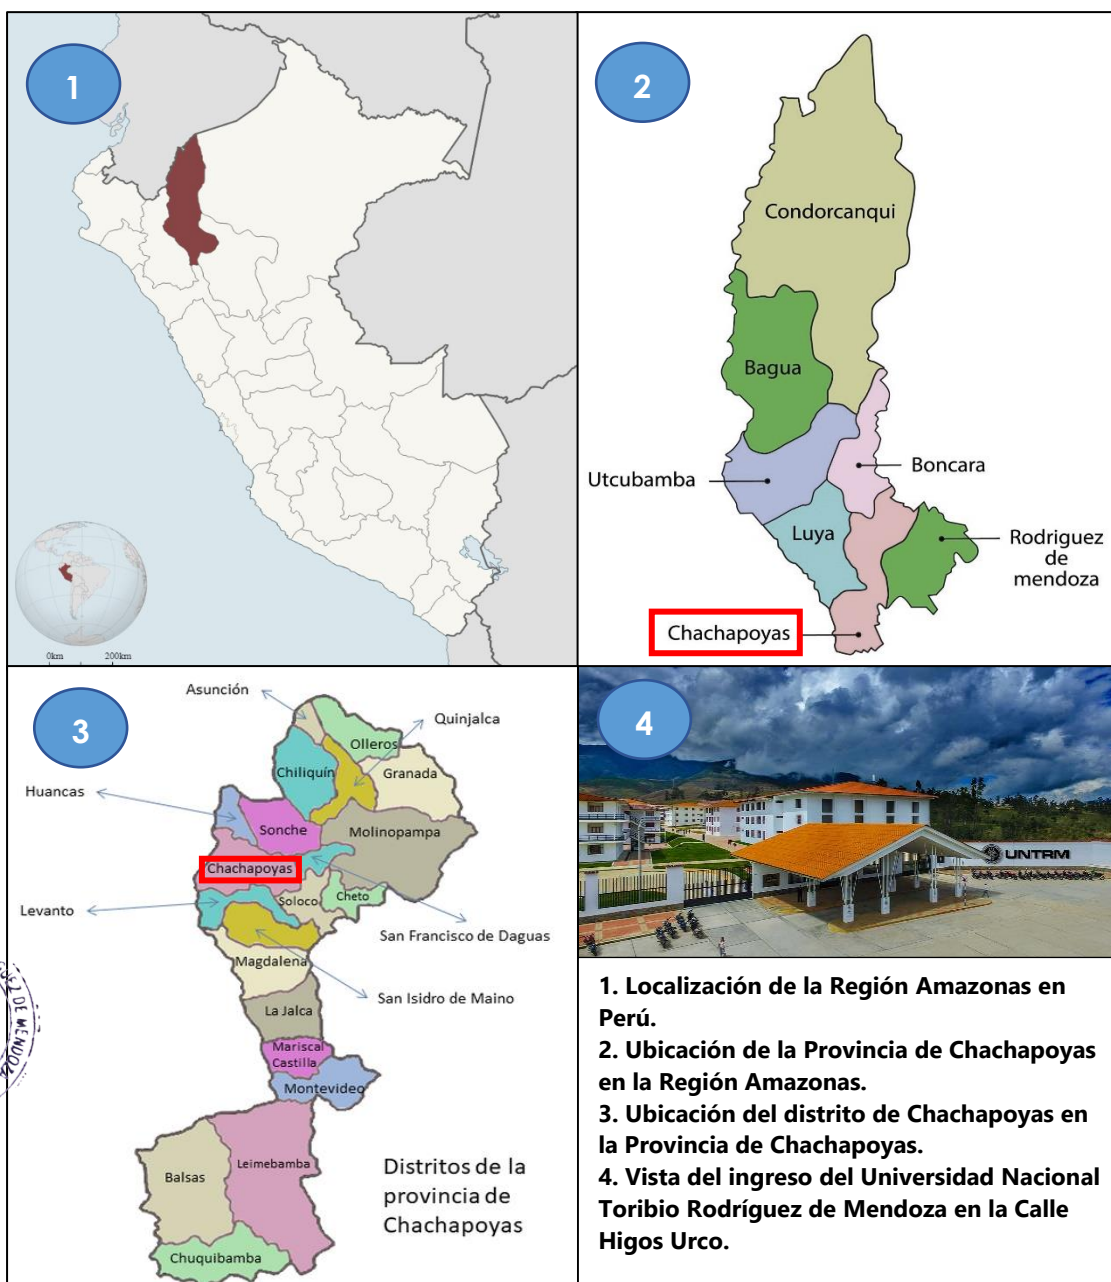 1
0km 200km
2
Condorcanqui
Bagua
Boncara
Utcubamba
Luya
Rodriguez
de
mendoza
Chachapoyas
3
Asunción
Quinjalca
Olleros
Chiliquín
Granada
Huancas
Sonche
Molinopampa
Chachapoyas
Levanto
Soloco
Cheto
San Francisco de Daguas
Magdalena
San Isidro de Maino
La Jalca
Mariscal
Castilla
Montevideo
Balsas
Leimebamba
Chuquibamba
Distritos de la
provincia de
Chachapoyas
DE MENDOZ
4
UNTRM
1. Localización de la Región Amazonas en
Perú.
2. Ubicación de la Provincia de Chachapoyas
en la Región Amazonas.
3. Ubicación del distrito de Chachapoyas en
la Provincia de Chachapoyas.
4. Vista del ingreso del Universidad Nacional
Toribio Rodríguez de Mendoza en la Calle
Higos Urco.